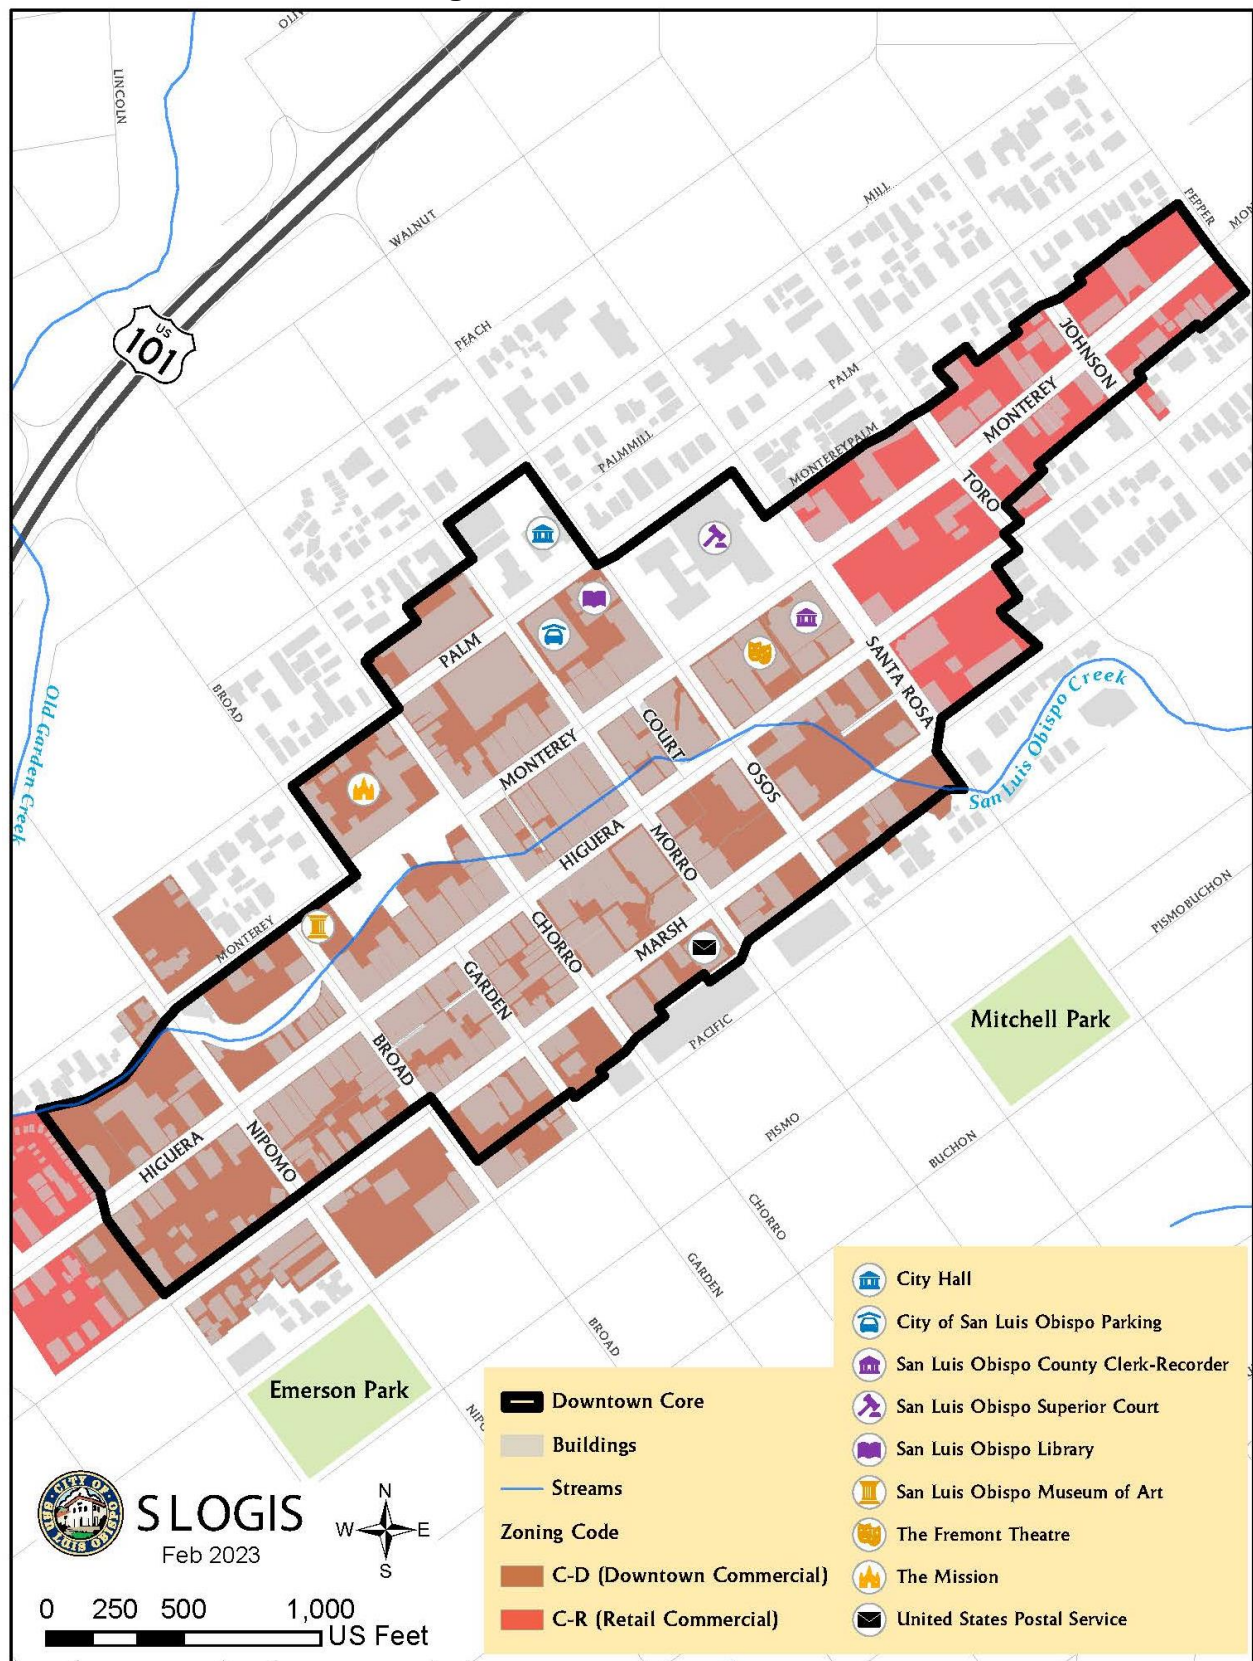 LINCOLN
WALNUT
MILL
PEPPER
US
101
PEACH
JOHNSON
PALM
MONTEREY
PALMMILL
MONTEREYPALM
TORO
PALM
SANTA ROSA
BROAD
Old Garden Creek
COURT
MONTEREY
OSOS
San Luis Obispo Creek
HIGUERA
MORRO
PISMOBUCHON
MONTEREY
CHORRO
MARSH
GARDEN
Mitchell Park
PACIFIC
BROAD
NIPOMO
HIGUERA
PISMO
BUCHON
CHORRO
GARDEN
BROAD
Emerson Park
City Hall
City of San Luis Obispo Parking
San Luis Obispo County Clerk-Recorder
San Luis Obispo Superior Court
San Luis Obispo Library
San Luis Obispo Museum of Art
The Fremont Theatre
The Mission
United States Postal Service
Downtown Core
Buildings
Streams
Zoning Code
C-D (Downtown Commercial)
C-R (Retail Commercial)
CITY OF
SAN LUIS OBISPO
SLOGIS
Feb 2023
N
W E
S
0 250 500 1,000
US Feet